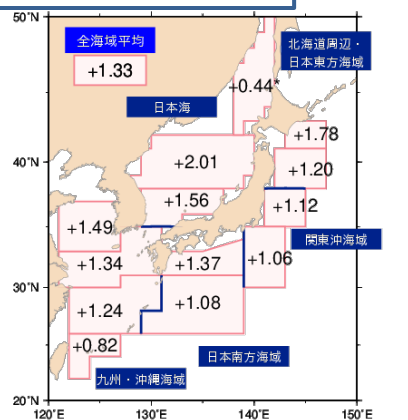 50°N
全海域平均
+1.33
北海道周辺・
日本東方海域
+0.44*
日本海
+1.78
40°N
+2.01
+1.20
+1.56
+1.12
+1.49
関東沖海域
+1.34
+1.37
+1.06
30°N
+1.24
+1.08
+0.82
日本南方海域
九州・沖縄海域
20°N
120°E
130°E
140°E
150°E